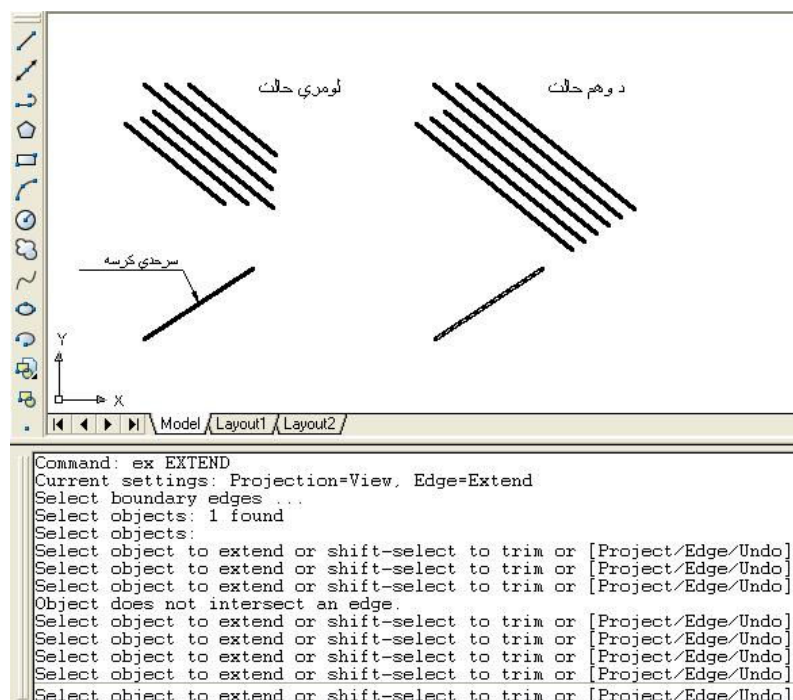 لومړي حالت
د وهم حالت
سرحدي کرسه
Y
X
Model Layout1 Layout2
Command: ex EXTEND
Current settings: Projection=View, Edge=Extend
Select boundary edges ...
Select objects: 1 found
Select objects:
Select object to extend or shift-select to trim or [Project/Edge/Undo]
Select object to extend or shift-select to trim or [Project/Edge/Undo]
Select object to extend or shift-select to trim or [Project/Edge/Undo]
Object does not intersect an edge.
Select object to extend or shift-select to trim or [Project/Edge/Undo]
Select object to extend or shift-select to trim or [Project/Edge/Undo]
Select object to extend or shift-select to trim or [Project/Edge/Undo]
Select object to extend or shift-select to trim or [Project/Edge/Undo]
Select object to extend or shift-select to trim or [Project/Edge/Undo]